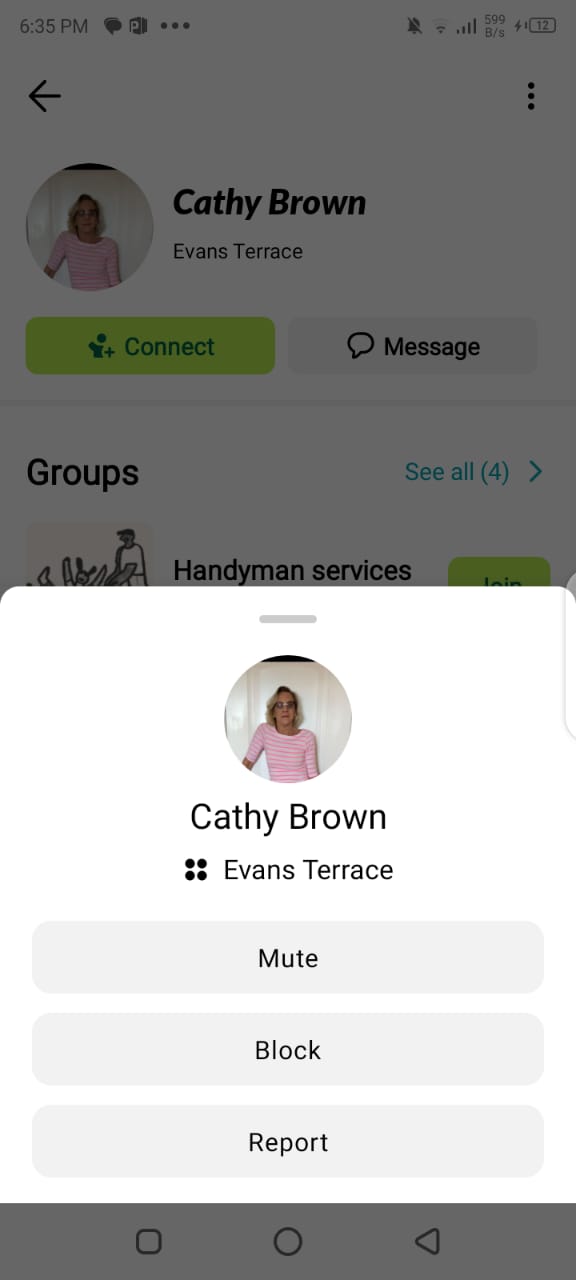 6:35 PM
599
B/s
12
Cathy Brown
Evans Terrace
Connect
Message
Groups
See all (4)
Handyman services
Join
Cathy Brown
Evans Terrace
Mute
Block
Report